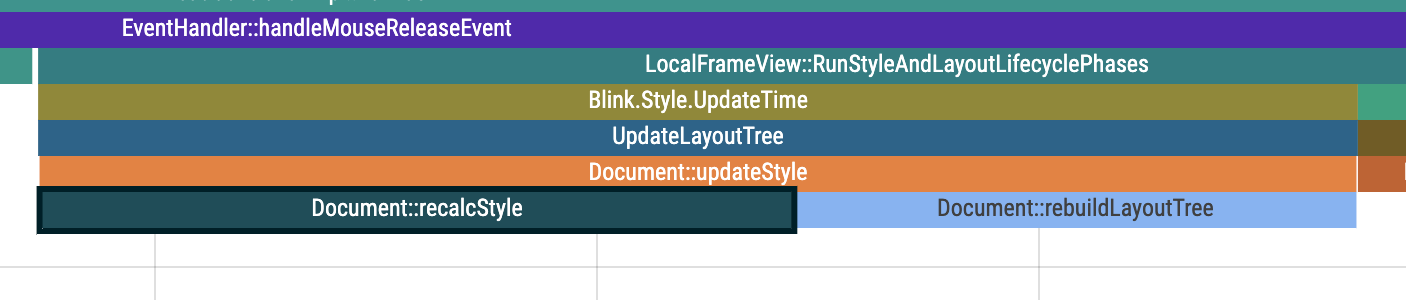 EventHandler::handleMouseReleaseEvent
LocalFrameView::RunStyleAndLayoutLifecyclePhases
Blink.Style.UpdateTime
UpdateLayoutTree
Document::updateStyle
Document::recalcStyle
Document::rebuildLayoutTree